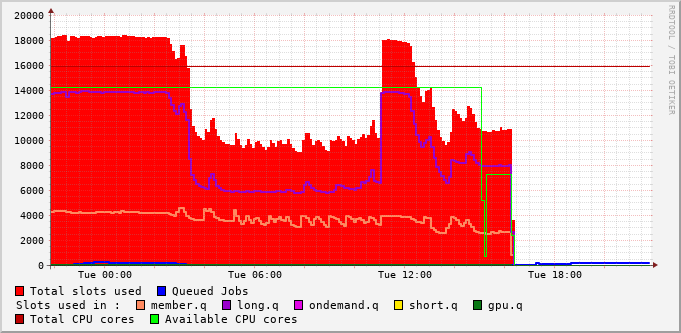 RRDTOOL / TOBI OETIKER
20000
18000
16000
14000
12000
10000
8000
6000
4000
2000
0
Tue 00:00 Tue 06:00 Tue 12:00 Tue 18:00
Total slots used Queued Jobs
Slots used in : member.q long.q ondemand.q short.q gpu.q
Total CPU cores Available CPU cores